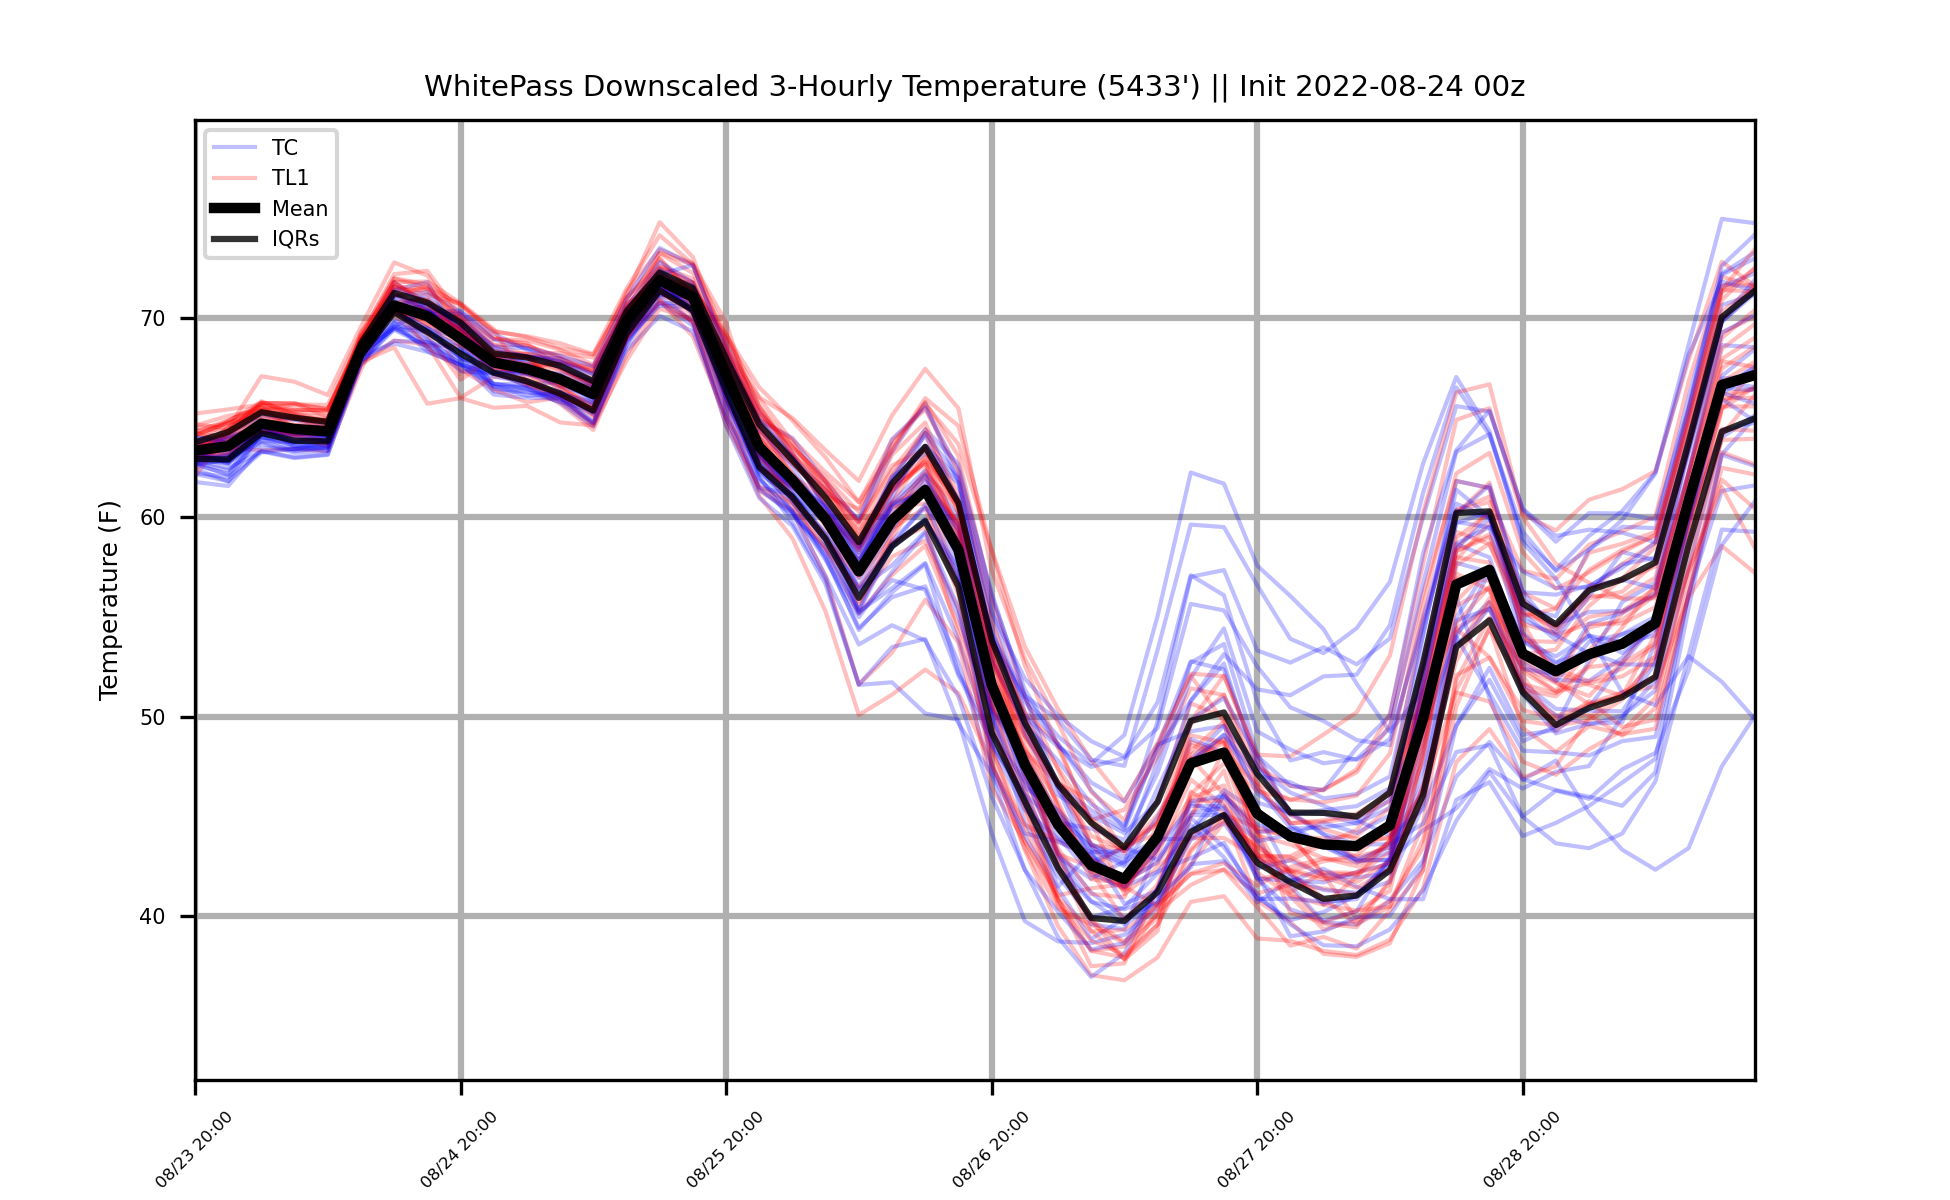 WhitePass Downscaled 3-Hourly Temperature (5433') || Init 2022-08-24 00z
TC
TL1
Mean
IQRs
Temperature (F)
70
60
50
40
08/23 20:00
08/24 20:00
08/25 20:00
08/26 20:00
08/27 20:00
08/28 20:00